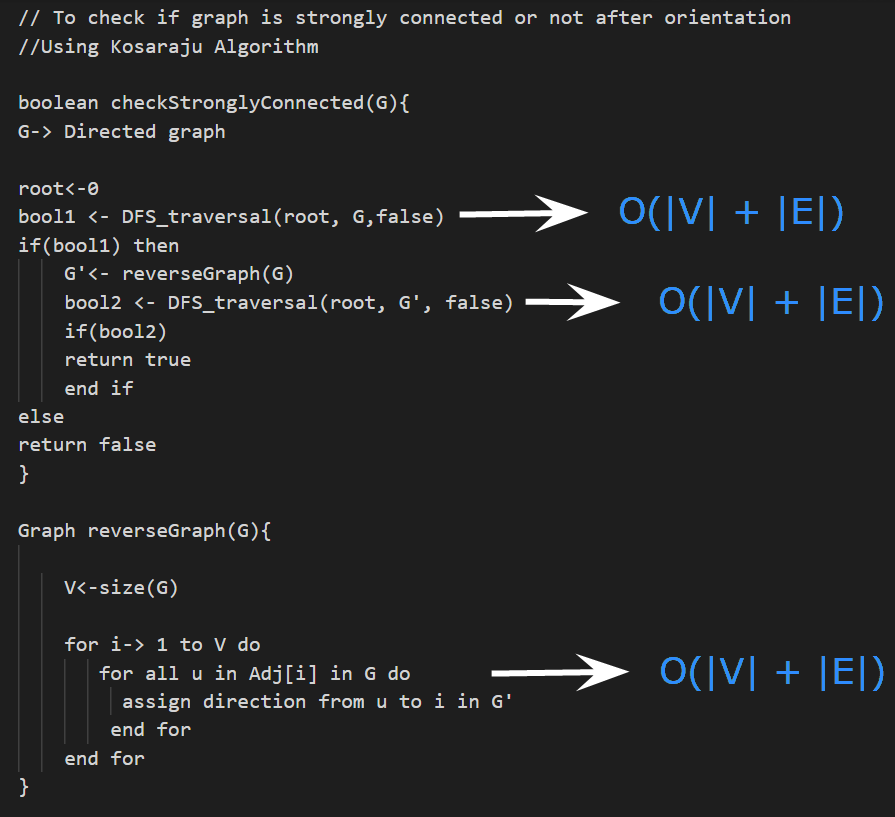 // To check if graph is strongly connected or not after orientation
//Using Kosaraju Algorithm
boolean checkStronglyConnected(G){
G-> Directed graph
root<-0
bool1 <- DFS_traversal(root, G,false) O(|V| + |E|)
if(bool1) then
G'<- reverseGraph(G)
bool2 <- DFS_traversal(root, G', false) O(|V| + |E|)
if(bool2)
return true
end if
else
return false
}
Graph reverseGraph(G){
V<-size(G)
for i-> 1 to V do
for all u in Adj[i] in G do O(|V| + |E|)
assign direction from u to i in G'
end for
end for
}